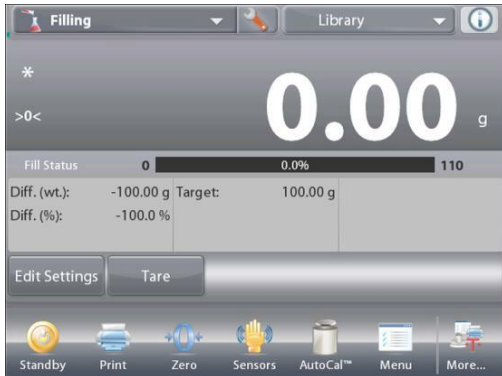 Filling Library
*
0.00 g
>0<
Fill Status 0 0.0% 110
Diff. (wt.): -100.00 g Target: 100.00 g
Diff. (%): -100.0 %
Edit Settings Tare
Standby Print Zero Sensors AutoCal™ Menu More...